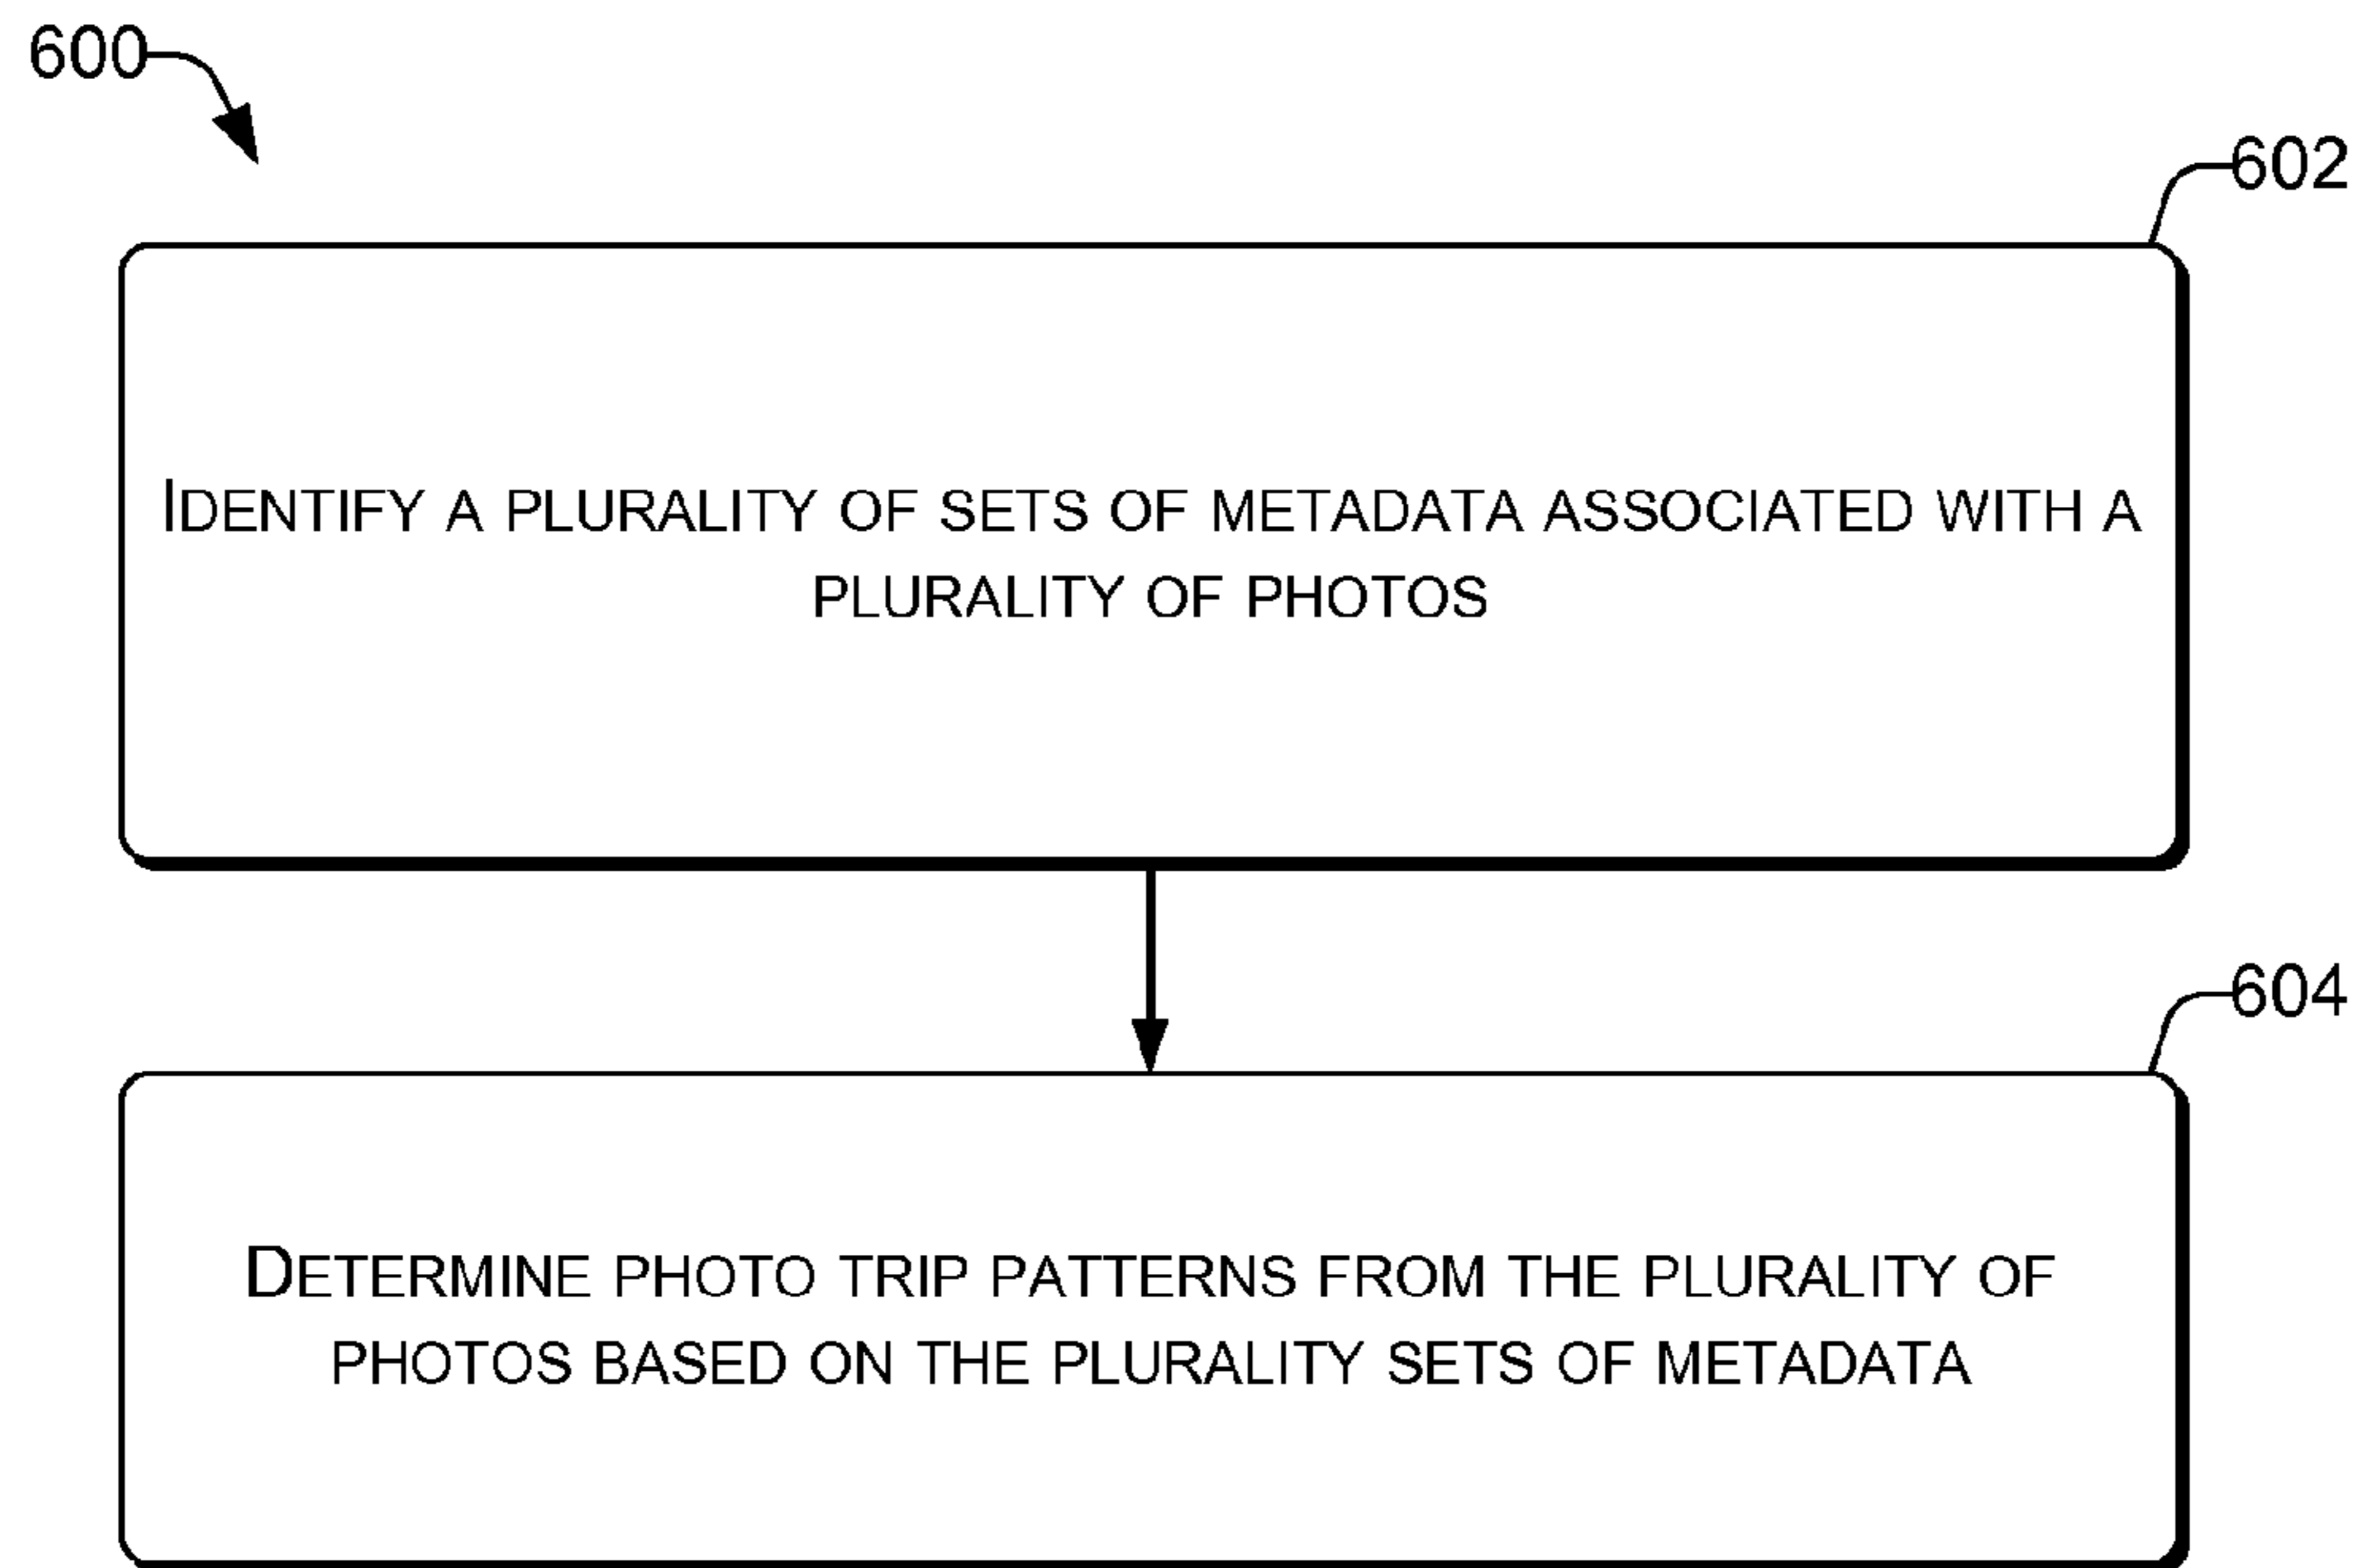 600
602
Identify a plurality of sets of metadata associated with a
plurality of photos
604
Determine photo trip patterns from the plurality of
photos based on the plurality sets of metadata